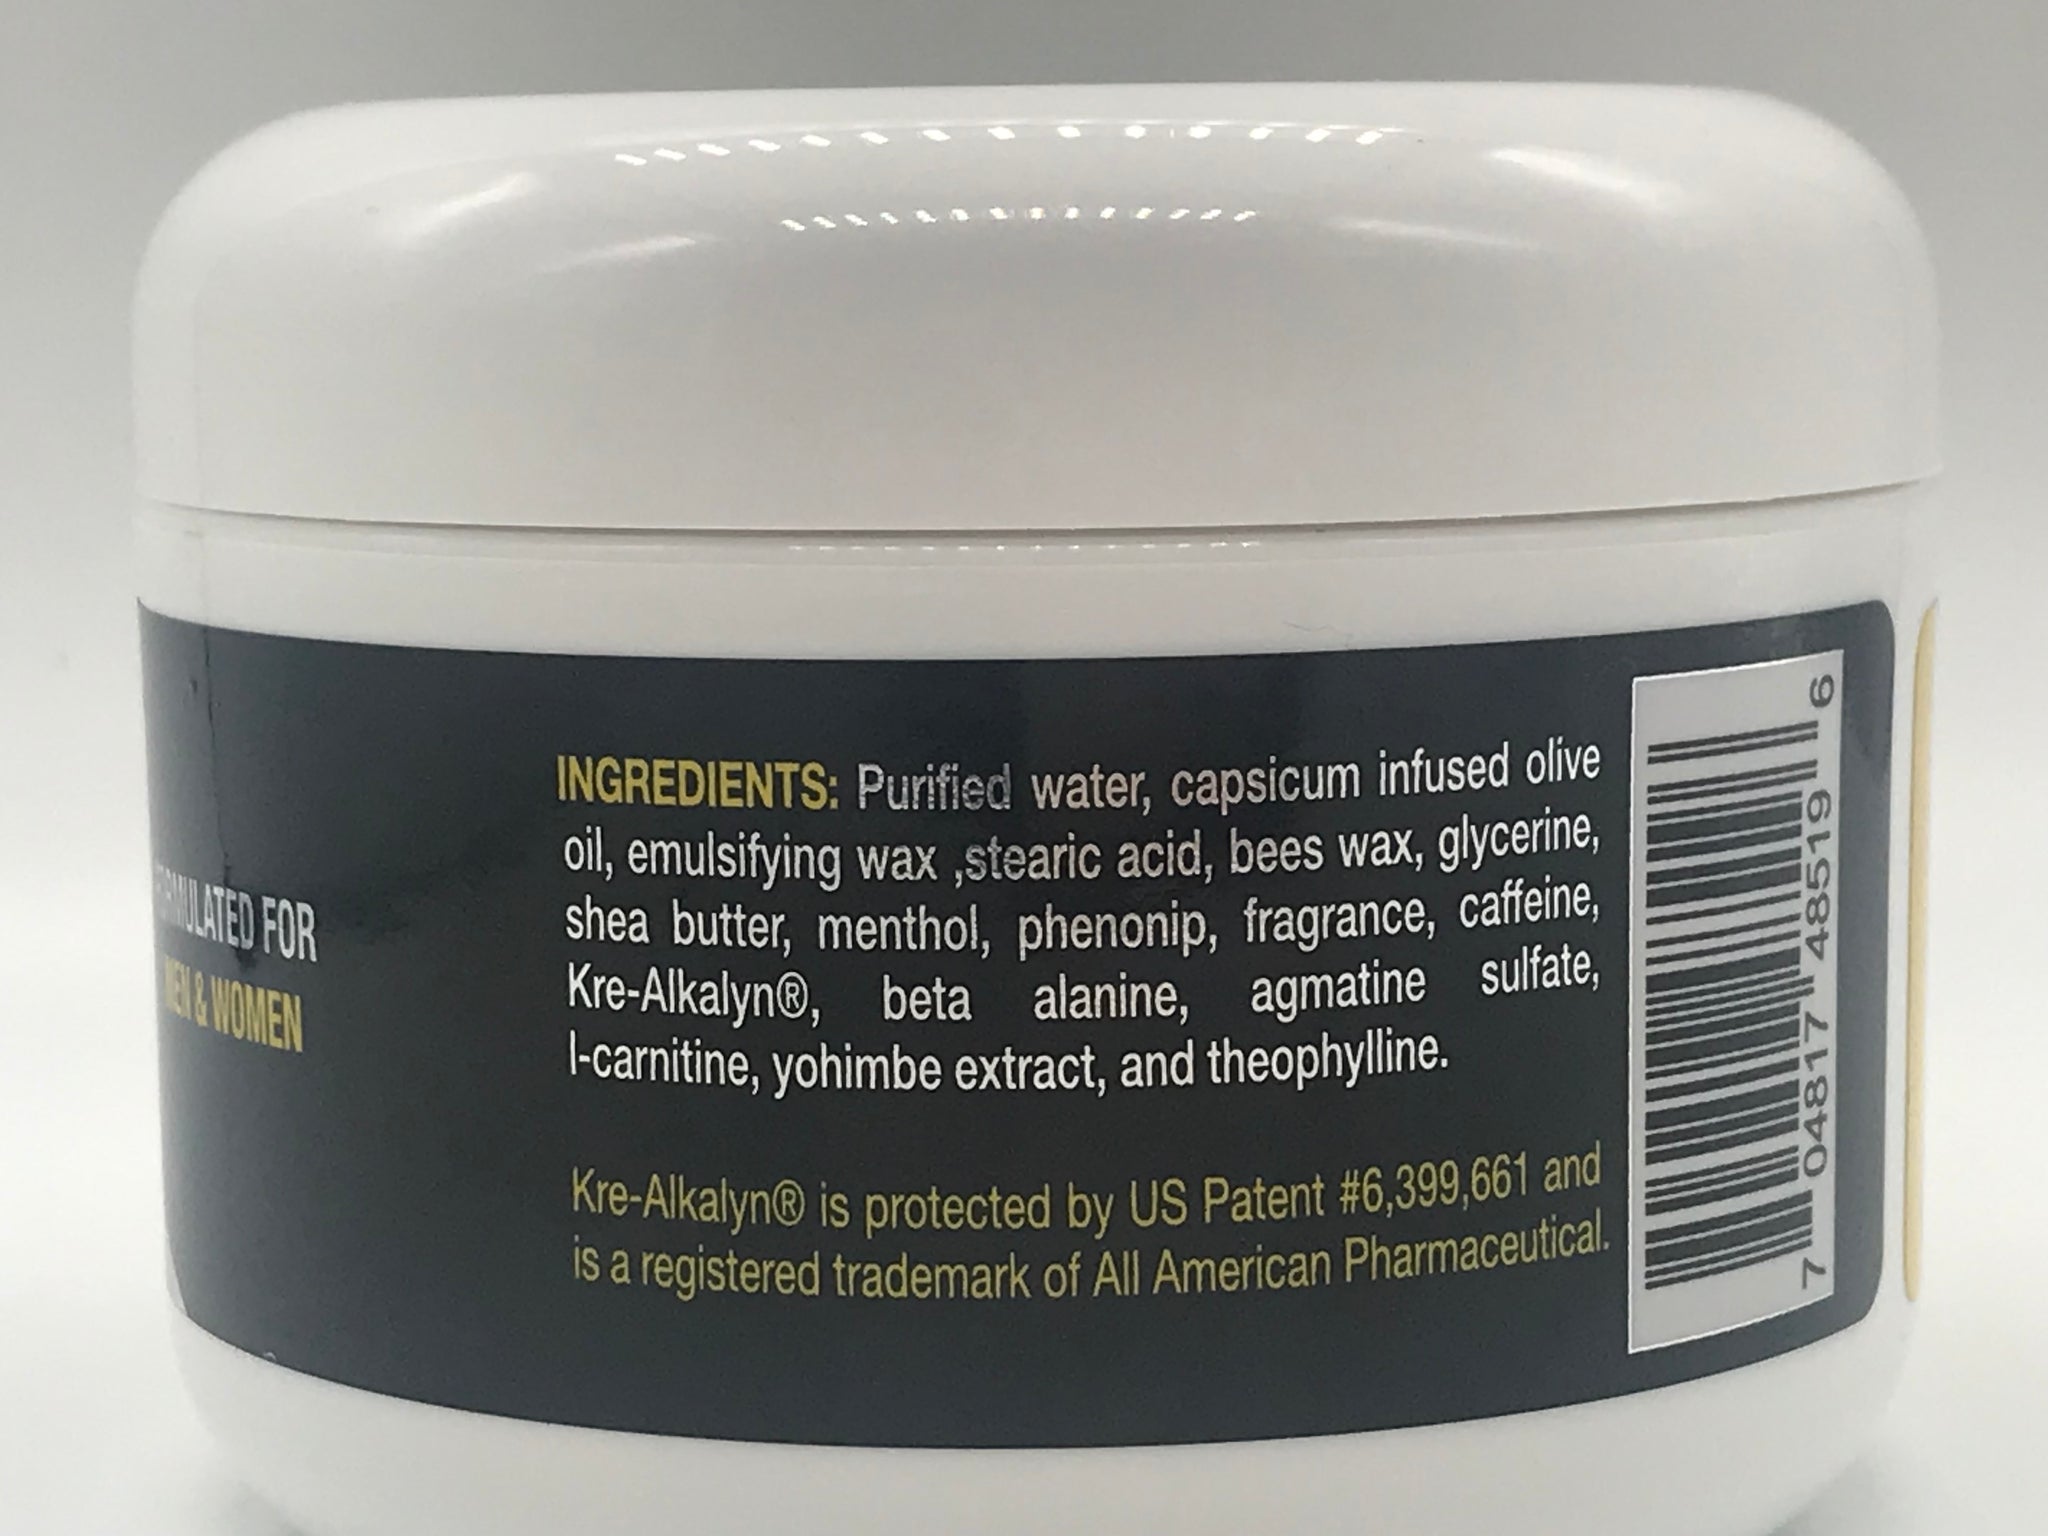 FORMULATED FOR
MEN & WOMEN
INGREDIENTS: Purified water, capsicum infused olive
oil, emulsifying wax ,stearic acid, bees wax, glycerine,
shea butter, menthol, phenonip, fragrance, caffeine,
Kre-Alkalyn®, beta alanine, agmatine sulfate,
l-carnitine, yohimbe extract, and theophylline.
Kre-Alkalyn® is protected by US Patent #6,399,661 and
is a registered trademark of All American Pharmaceutical.
7 04817 48519 6